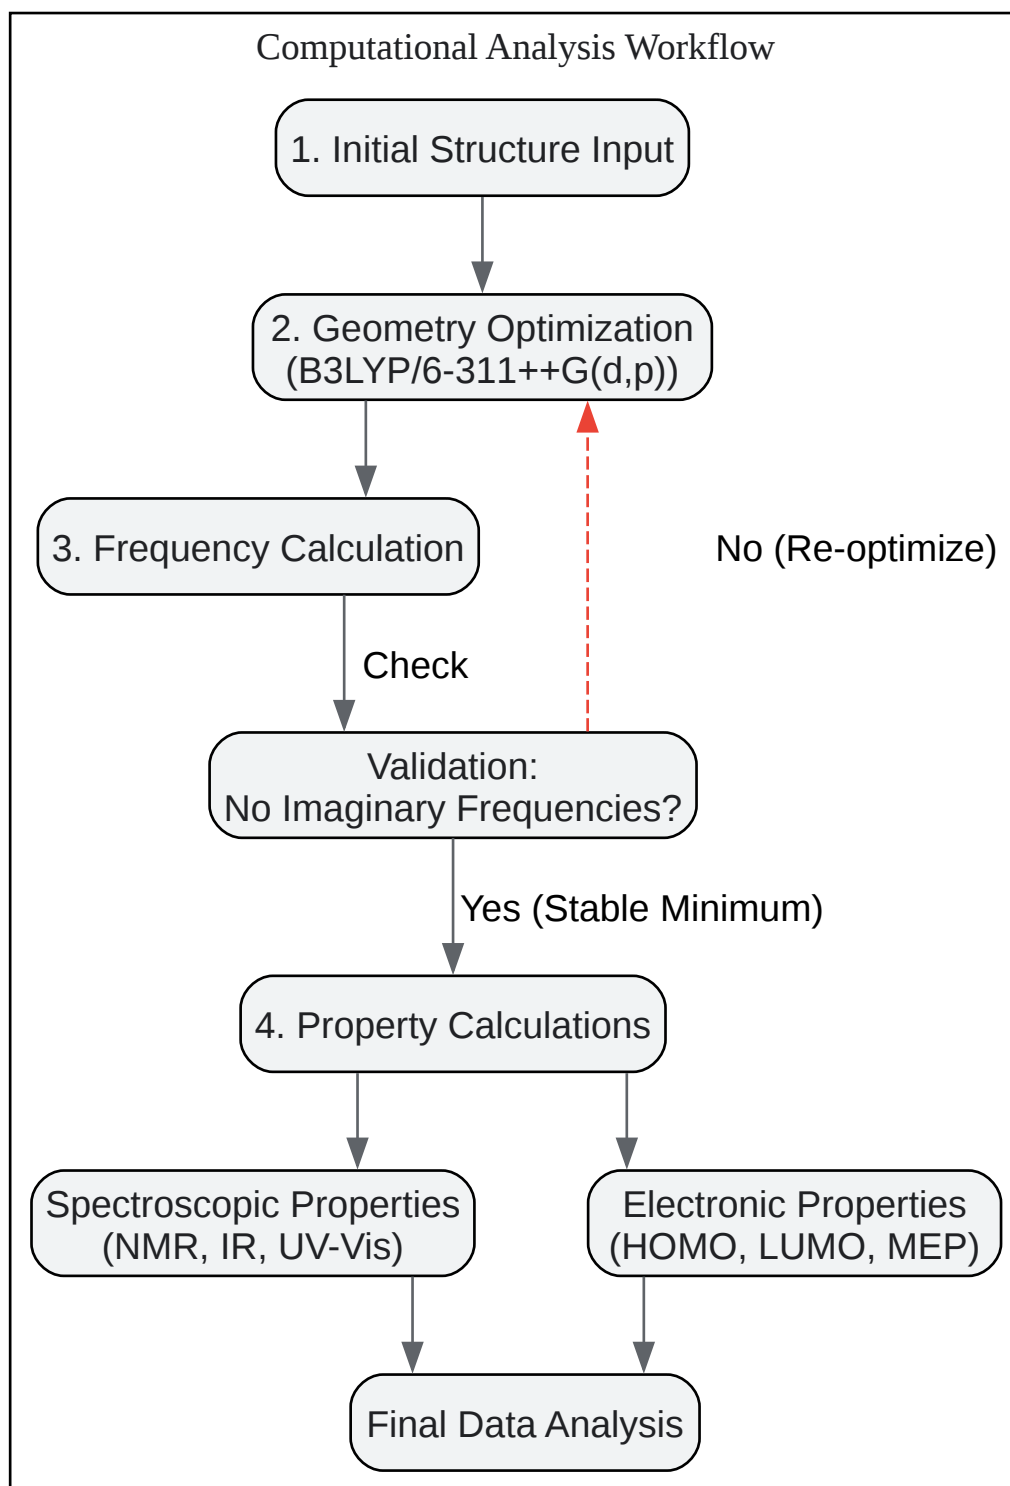 Computational Analysis Workflow
1. Initial Structure Input
2. Geometry Optimization
(B3LYP/6-311++G(d,p))
3. Frequency Calculation
No (Re-optimize)
Check
Validation:
No Imaginary Frequencies?
Yes (Stable Minimum)
4. Property Calculations
Spectroscopic Properties
(NMR, IR, UV-Vis)
Electronic Properties
(HOMO, LUMO, MEP)
Final Data Analysis